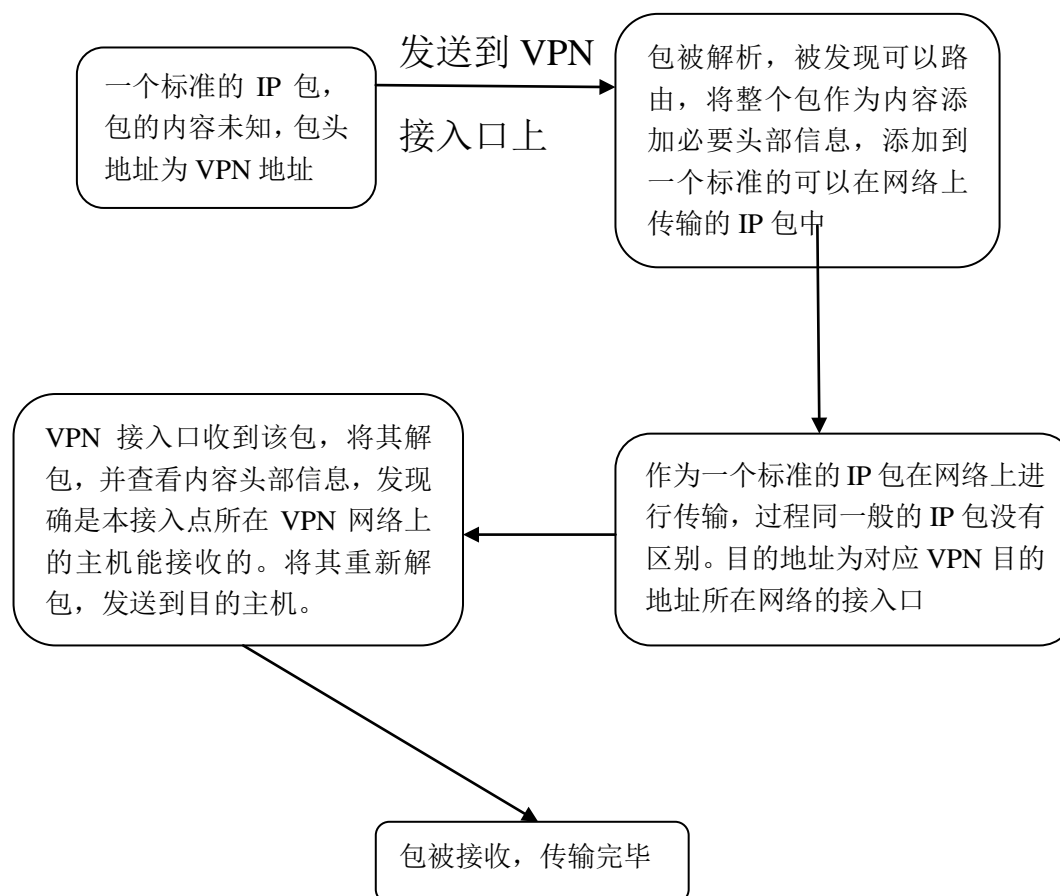 一个标准的 IP 包，
包的内容未知，包头
地址为 VPN 地址
发送到 VPN
接入口上
包被解析，被发现可以路
由，将整个包作为内容添
加必要头部信息，添加到
一个标准的可以在网络上
传输的 IP 包中
作为一个标准的 IP 包在网络上进
行传输，过程同一般的 IP 包没有
区别。目的地址为对应 VPN 目的
地址所在网络的接入口
VPN 接入口收到该包，将其解
包，并查看内容头部信息，发现
确是本接入点所在 VPN 网络上
的主机能接收的。将其重新解
包，发送到目的主机。
包被接收，传输完毕